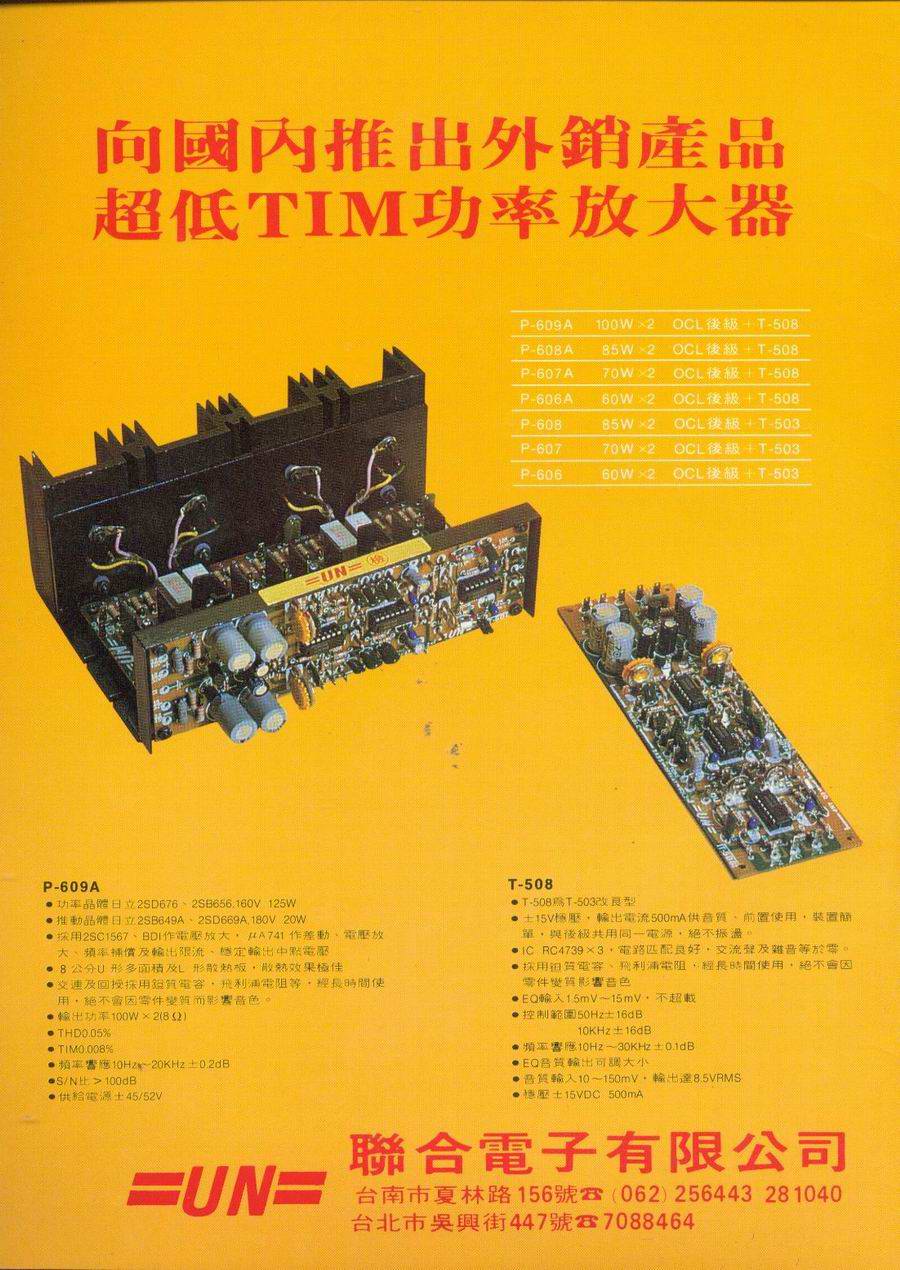 向國內推出外銷產品
超低TIM功率放大器
P-609A 100W×2 OCL後級+T-508
P-608A 85W×2 OCL後級+T-508
P-607A 70W×2 OCL後級+T-508
P-606A 60W×2 OCL後級+T-508
P-608 85W×2 OCL後級+T-503
P-607 70W×2 OCL後級+T-503
P-606 60W×2 OCL後級+T-503
=UN=
P-609A
●功率晶體日立2SD676、2SB656.160V 125W
●推動晶體日立2SB649A、2SD669A.180V 20W
●採用2SC1567、BDI作電壓放大,μA741作差動、電壓放
大、頻率補償及輸出限流、穩定輸出中點電壓
●8公分U形多面積及L形散熱板,散熱效果極佳
●交連及回授採用鉭質電容,飛利浦電阻等,經長時間使
用,絕不會因零件變質而影響音色。
●輸出功率100W×2(8Ω)
●THD0.05%
●TIM0.008%
●頻率響應10Hz~20KHz±0.2dB
●S/N比>100dB
●供給電源±45/52V
T-508
●T-508為T-503改良型
●±15V穩壓,輸出電流500mA供音質、前置使用,裝置簡
單,與後級共用同一電源,絕不振盪。
●IC RC4739×3,電路匹配良好,交流聲及雜音等於零。
●採用鉭質電容、飛利浦電阻,經長時間使用,絕不會因
零件變質影響音色
●EQ輸入1.5mV~15mV,不超載
●控制範圍50Hz±16dB
10KHz±16dB
●頻率響應10Hz~30KHz±0.1dB
●EQ音質輸出可調大小
●音質輸入10~150mV,輸出達8.5VRMS
●穩壓±15VDC 500mA
=UN=
聯合電子有限公司
台南市夏林路156號☎(062)256443 281040
台北市吳興街447號☎7088464